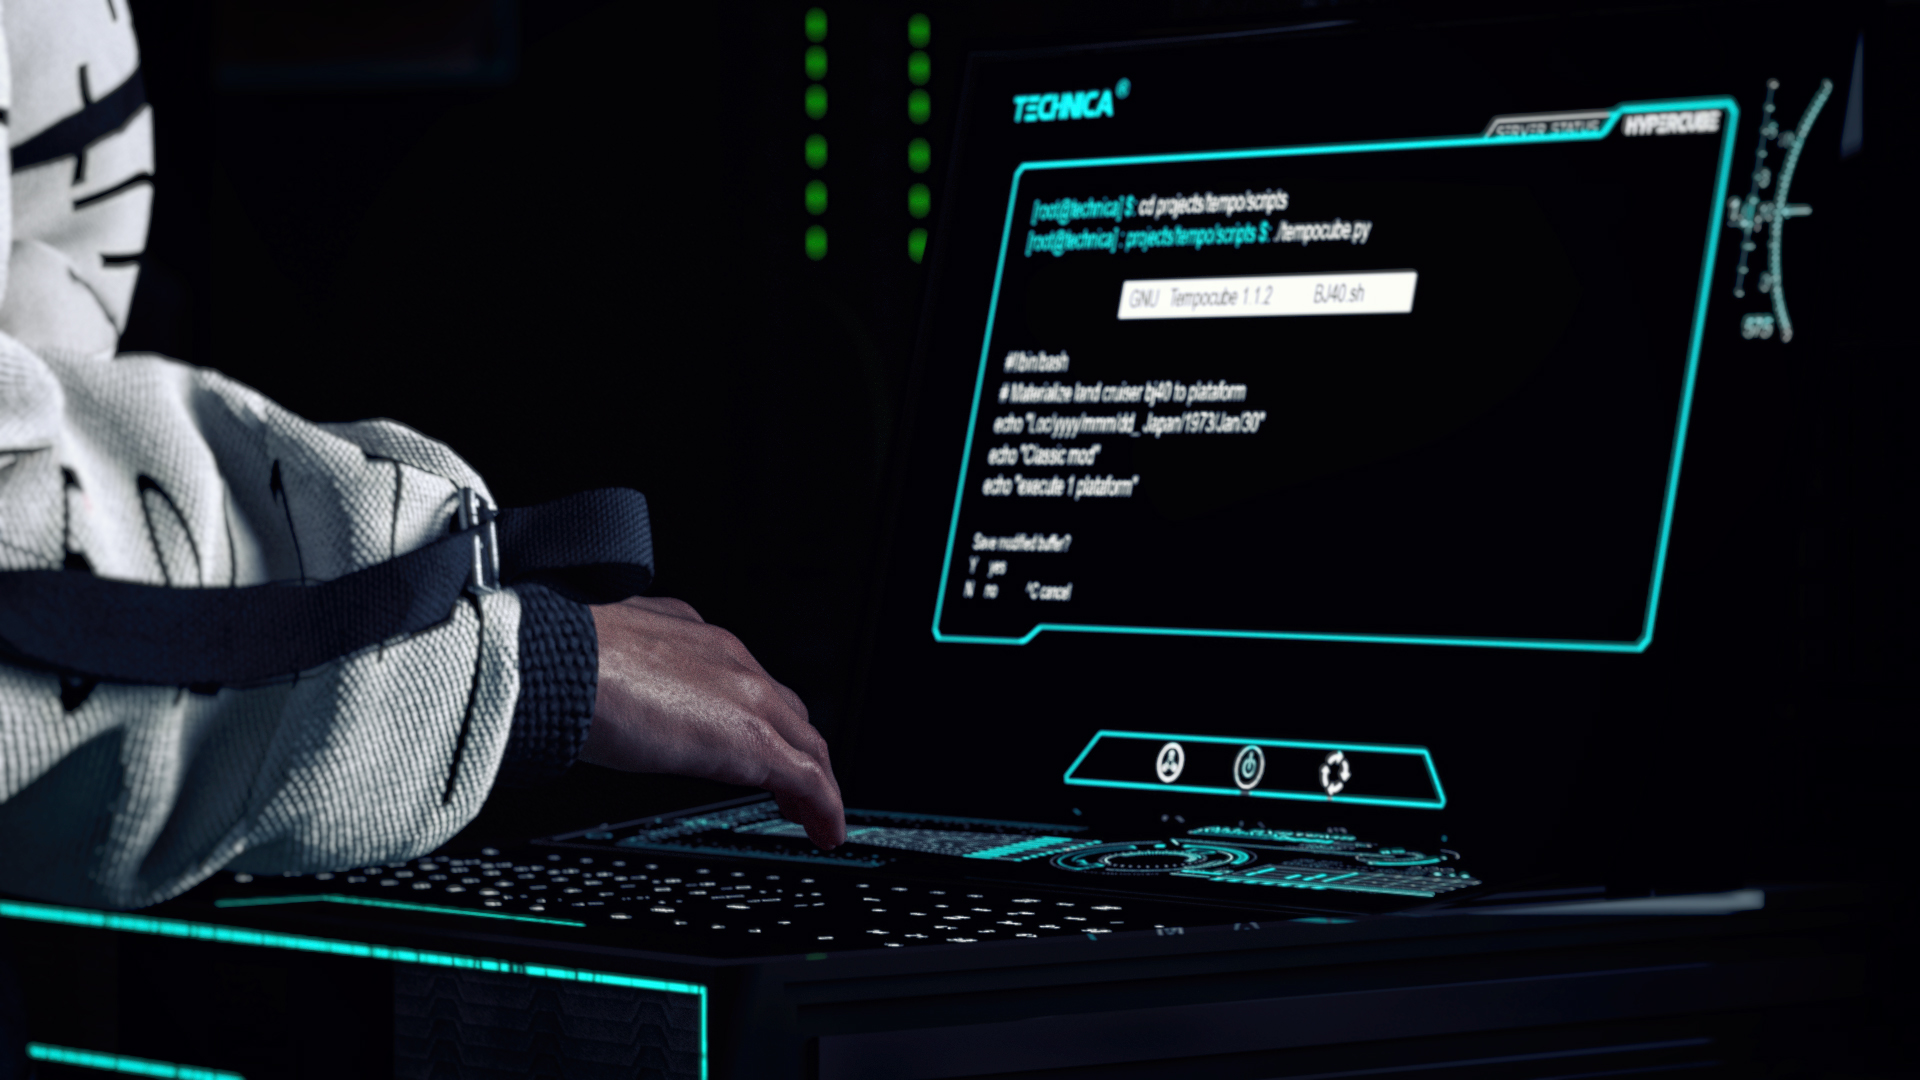 TECHNICA®
SERVER STATUS HYPERCUBE
[root@technica] $: cd projects/tempo/scripts
[root@technica] : projects/tempo/scripts $: ./tempocube.py
GNU Tempocube 1.1.2 BJ40.sh
#!/bin/bash
# Materialize land cruiser bj40 to plataform
echo "Loc/yyyy/mmm/dd_ Japan/1973/Jan/30"
echo "Classic mod"
echo "execute 1 plataform"
Save modified buffer?
Y yes
N no ^C cancel